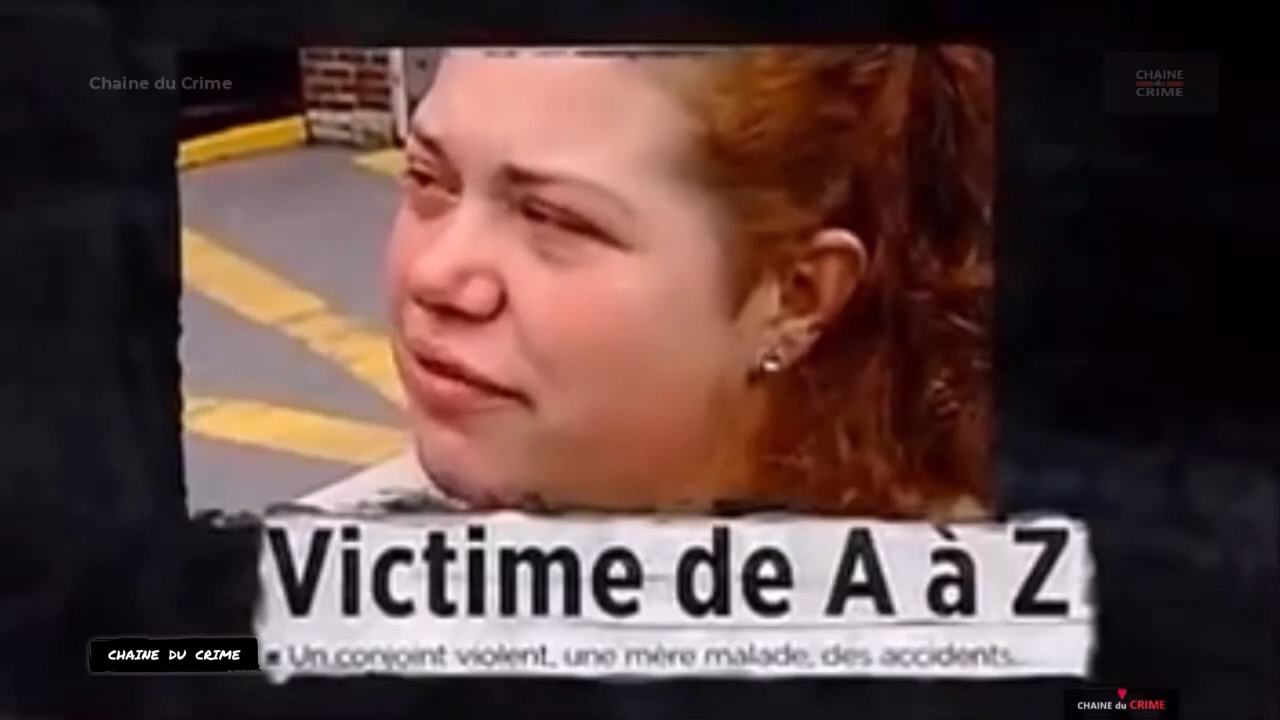 Chaine du Crime
CHAINE
du
CRIME
Victime de A à Z
▪ Un conjoint violent, une mère malade, des accidents...
CHAINE DU CRIME
CHAINE du CRIME